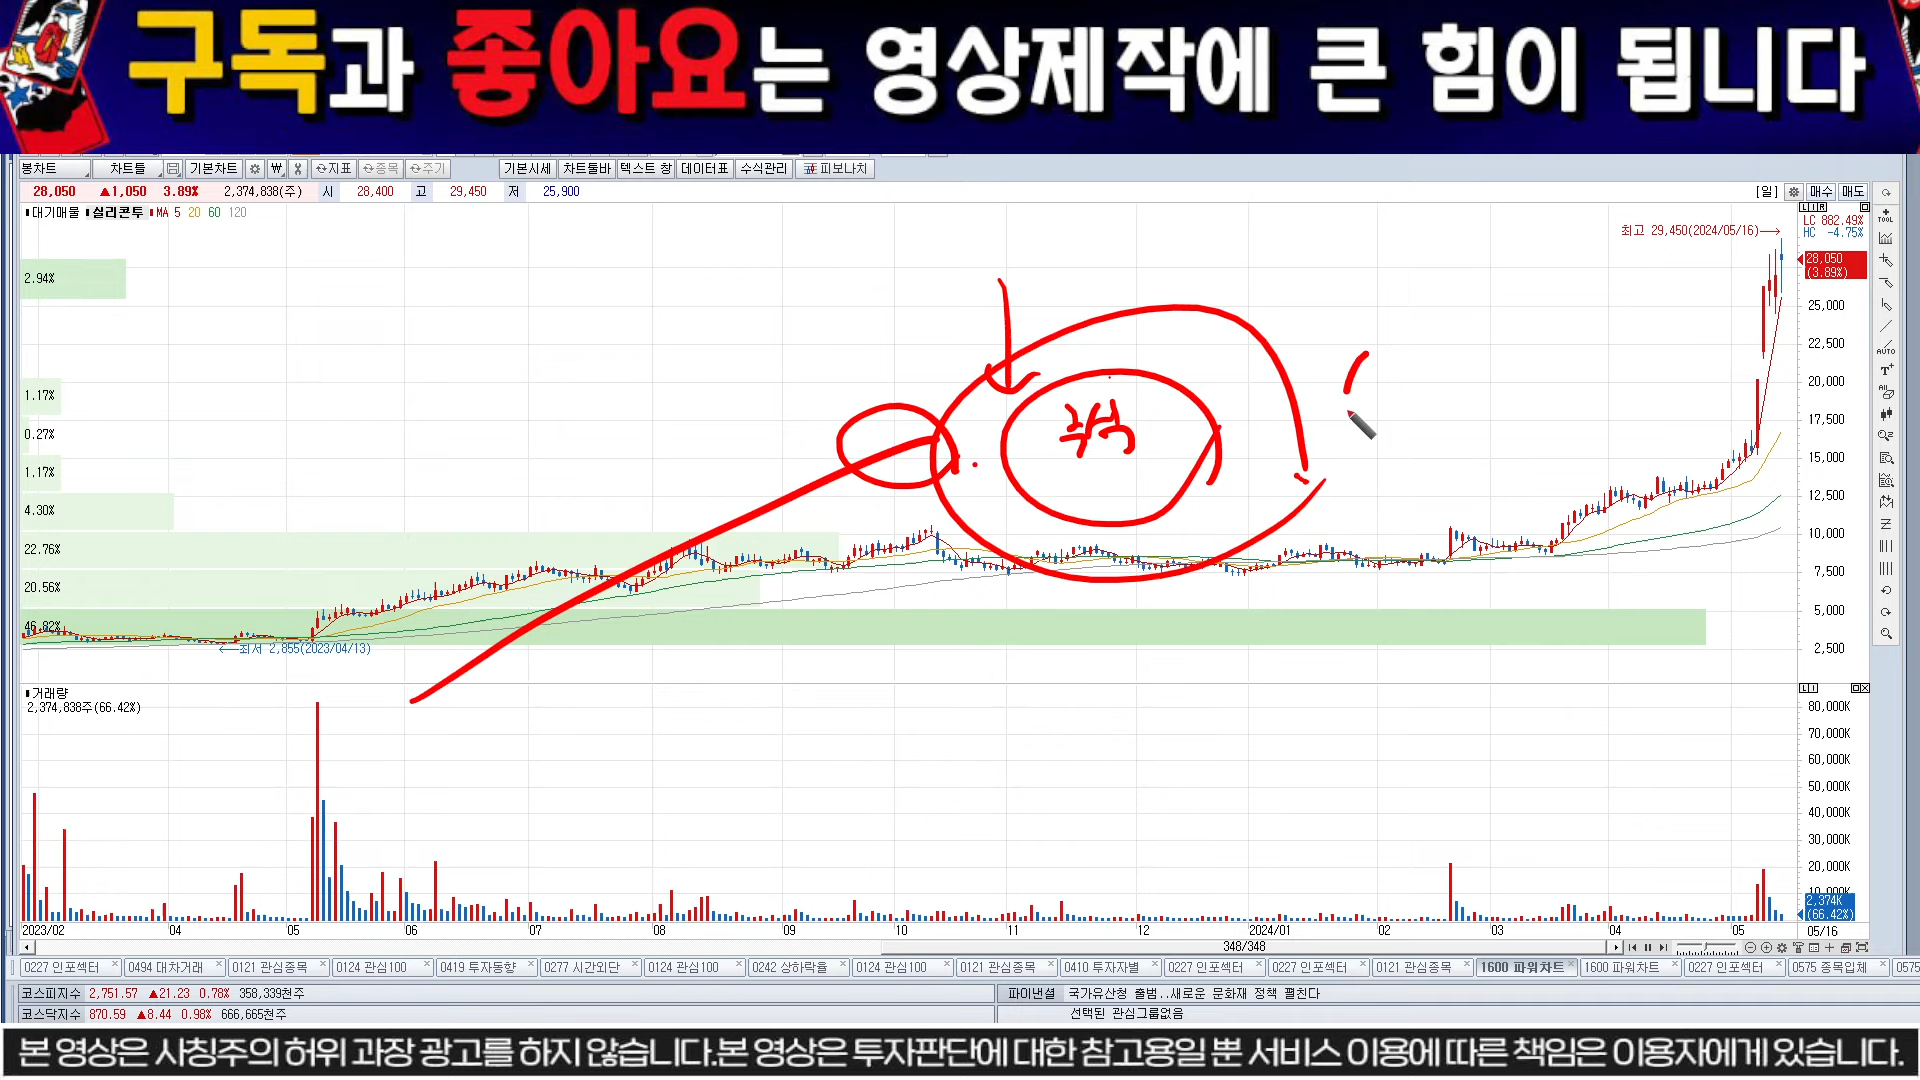 구독과 좋아요는 영상제작에 큰 힘이 됩니다
봉차트 차트틀 기본차트 ₩ 지표 종목 주기 기본시세 차트툴바 텍스트 창 데이터표 수식관리 피보나치
28,050 ▲1,050 3.89% 2,374,838(주) 시 28,400 고 29,450 저 25,900 [일] 매수 매도
대기매물 실리콘투 MA 5 20 60 120
LC 882.49%
최고 29,450(2024/05/16)
HC -4.75%
28,050
(3.89%)
2.94%
25,000
22,500
20,000
1.17%
17,500
0.27%
15,000
1.17%
12,500
4.30%
10,000
22.76%
7,500
20.56%
5,000
46.82%
최저 2,855(2023/04/13)
2,500
거래량
2,374,838주(66.42%)
80,000K
70,000K
60,000K
50,000K
40,000K
30,000K
20,000K
10,000K
2,374K
(66.42%)
2023/02 04 05 06 07 08 09 10 11 12 2024/01 02 03 04 05 05/16
348/348
0227 인포섹터 0494 대차거래 0121 관심종목 0124 관심100 0419 투자동향 0277 시간외단 0124 관심100 0242 상하락율 0124 관심100 0121 관심종목 0410 투자자별 0227 인포섹터 0227 인포섹터 0121 관심종목 1600 파워차트 1600 파워차트 0227 인포섹터 0575 종목입체 0575
코스피지수 2,751.57 ▲21.23 0.78% 358,339천주 파이낸셜 국가유산청 출범..새로운 문화재 정책 펼친다
코스닥지수 870.59 ▲8.44 0.98% 666,665천주 선택된 관심그룹없음
본 영상은 사칭주의 허위 과장 광고를 하지 않습니다.본 영상은 투자판단에 대한 참고용일 뿐 서비스 이용에 따른 책임은 이용자에게 있습니다.